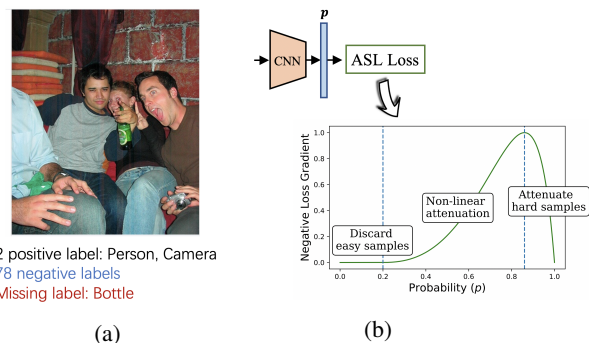 2 positive label: Person, Camera
78 negative labels
Missing label: Bottle
(a)
p
CNN
ASL Loss
Negative Loss Gradient
1.0
0.8
0.6
0.4
0.2
0.0
Discard
easy samples
Non-linear
attenuation
Attenuate
hard samples
0.0 0.2 0.4 0.6 0.8 1.0
Probability (p)
(b)